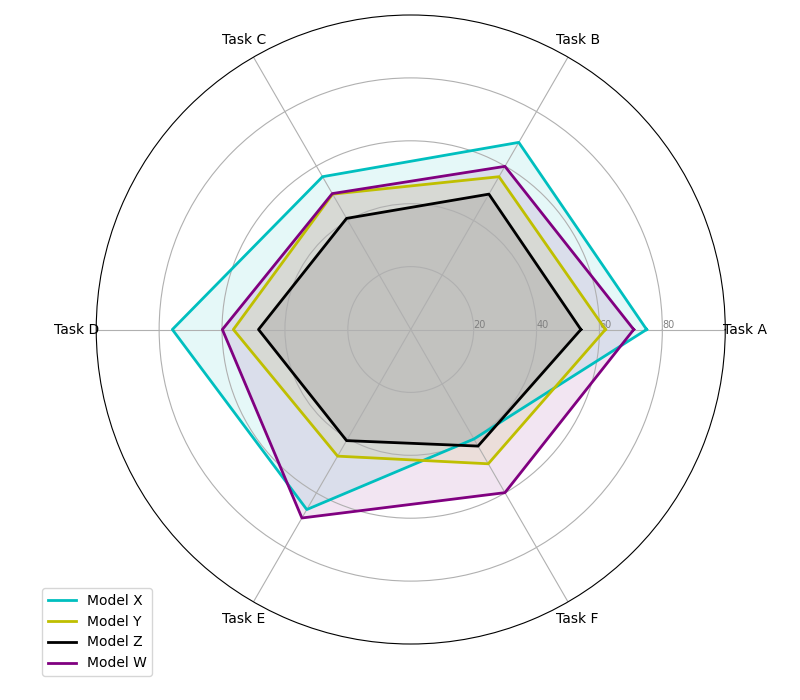 Task C
Task B
Task D
20
40
60
80
Task A
Task E
Task F
Model X
Model Y
Model Z
Model W